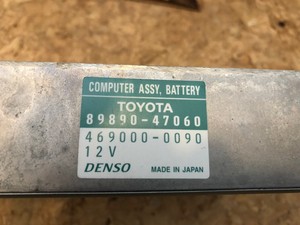 COMPUTER ASSY, BATTERY
TOYOTA
89890-47060
469000-0090
12V
DENSO MADE IN JAPAN